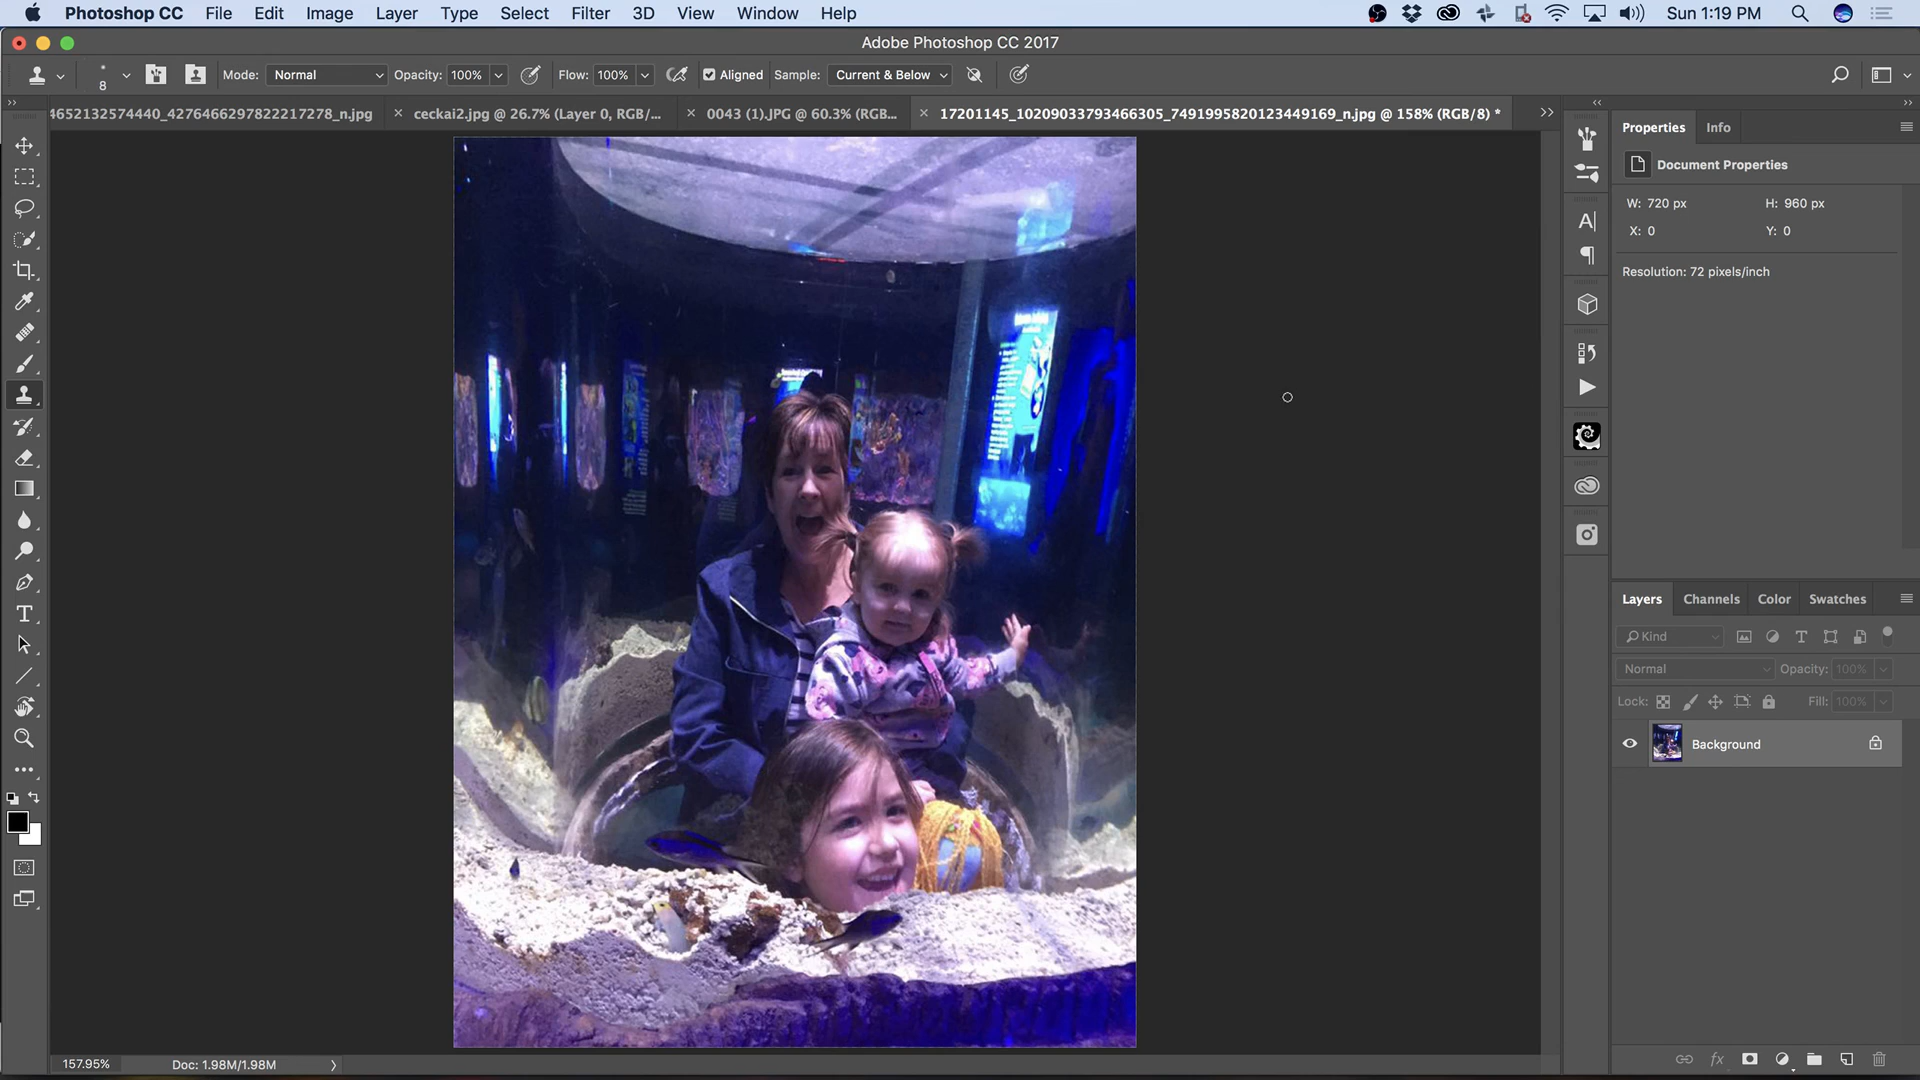 Photoshop CC File Edit Image Layer Type Select Filter 3D View Window Help Sun 1:19 PM
Adobe Photoshop CC 2017
8 Mode: Normal Opacity: 100% Flow: 100% Aligned Sample: Current & Below
4652132574440_4276466297822217278_n.jpg × ceckai2.jpg @ 26.7% (Layer 0, RGB/... × 0043 (1).JPG @ 60.3% (RGB... × 17201145_10209033793466305_7491995820123449169_n.jpg @ 158% (RGB/8) *
Properties Info
Document Properties
W: 720 px H: 960 px
X: 0 Y: 0
Resolution: 72 pixels/inch
Layers Channels Color Swatches
Kind
Normal Opacity: 100%
Lock: Fill: 100%
Background
157.95% Doc: 1.98M/1.98M